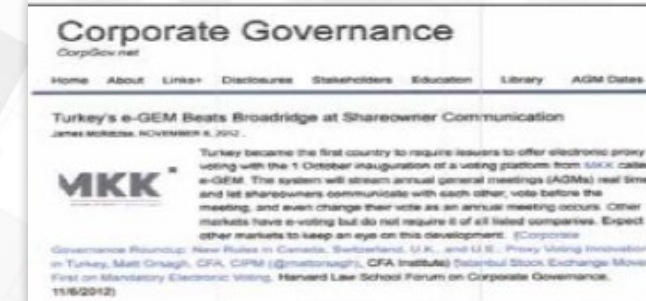 Corporate Governance
CorpGov.net
Home About Links+ Disclosures Stakeholders Education Library AGM Dates
Turkey's e-GEM Beats Broadridge at Shareowner Communication
James McRitchie, NOVEMBER 8, 2012,
Turkey became the first country to require issuers to offer electronic proxy
voting with the 1 October inauguration of a voting platform from MKK called
e-GEM. The system will stream annual general meetings (AGMs) real time
MKK
and let shareowners communicate with each other, vote before the
meeting, and even change their vote as an annual meeting occurs. Other
markets have e-voting but do not require it of all listed companies. Expect
other markets to keep an eye on this development. (Corporate
Governance Roundup: New Rules in Canada, Switzerland, U.K., and U.S.; Proxy Voting Innovation
in Turkey, Matt Orsagh, CFA, CIPM (@mattorsagh), CFA Institute) (Istanbul Stock Exchange Moves
First on Mandatory Electronic Voting, Harvard Law School Forum on Corporate Governance,
11/6/2012)